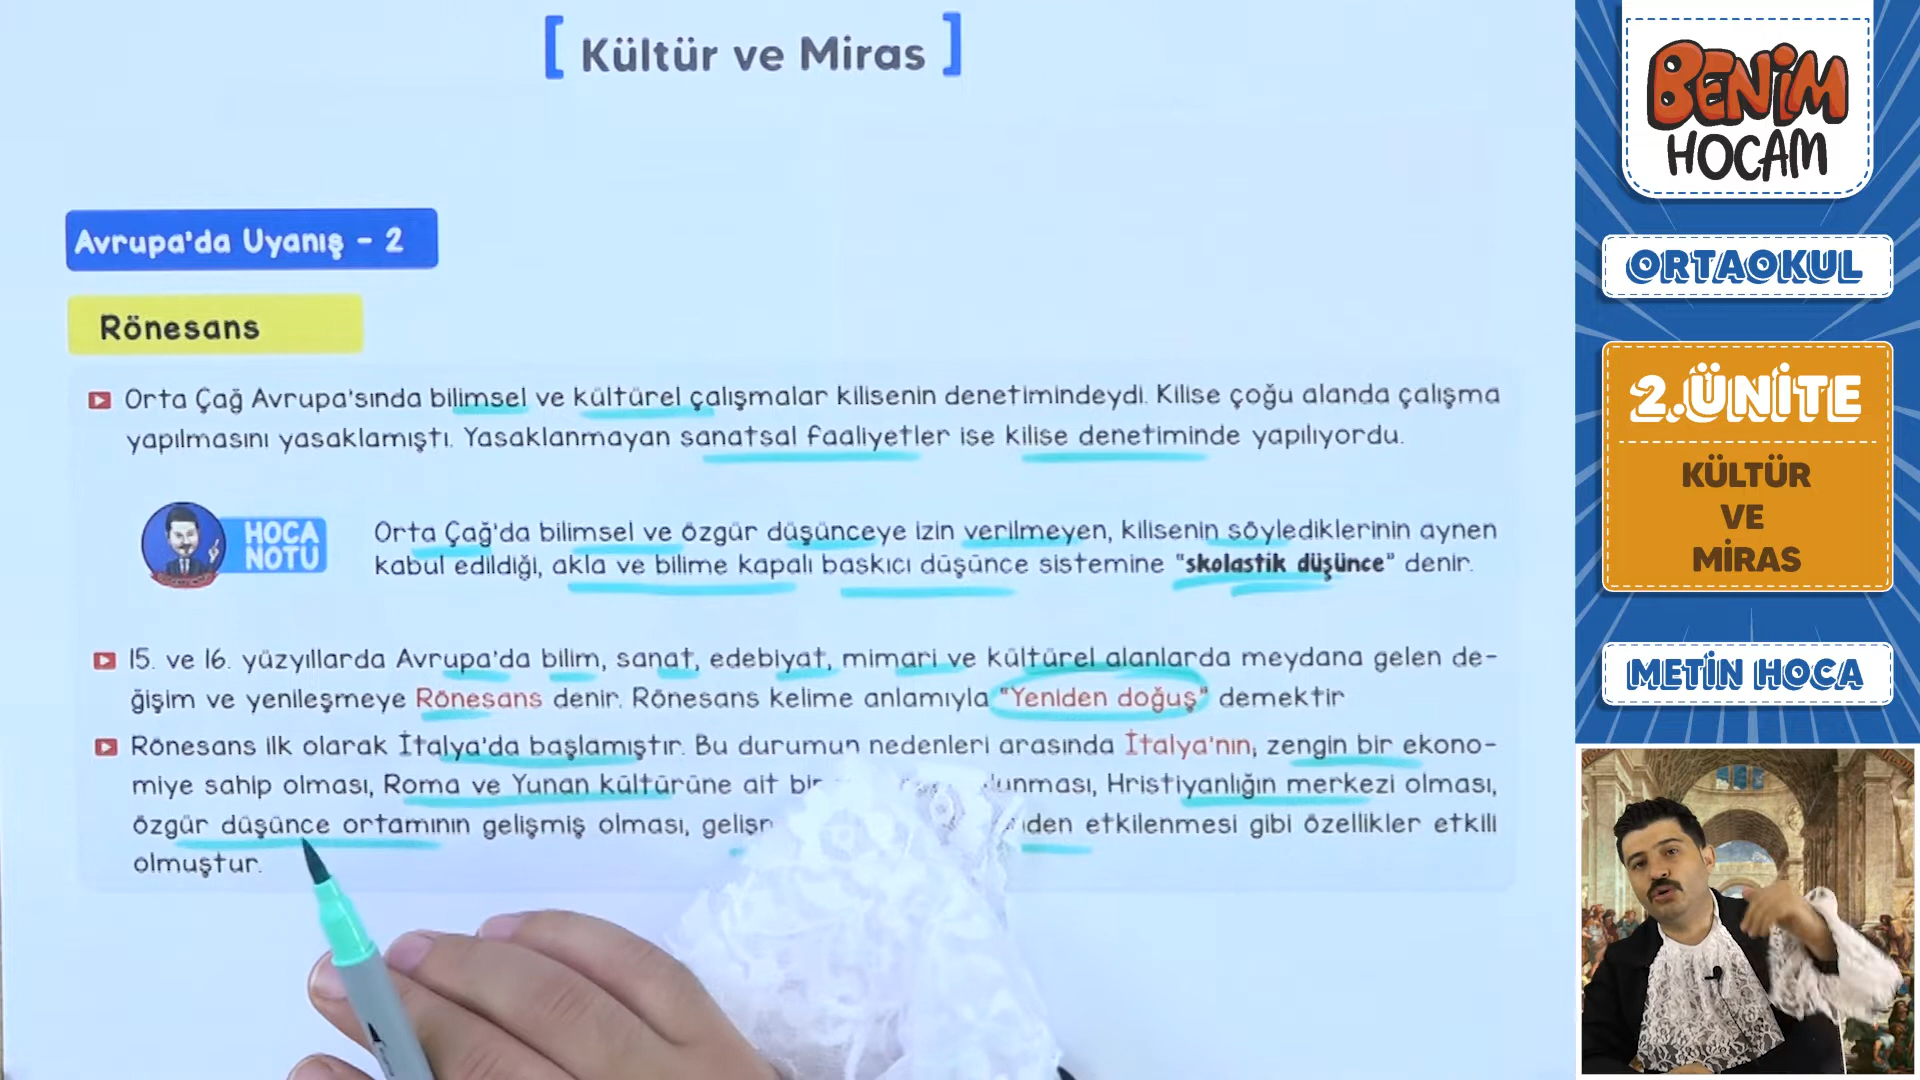 [ Kültür ve Miras ]
Avrupa'da Uyanış - 2
Rönesans
Orta Çağ Avrupa'sında bilimsel ve kültürel çalışmalar kilisenin denetimindeydi. Kilise çoğu alanda çalışma
yapılmasını yasaklamıştı. Yasaklanmayan sanatsal faaliyetler ise kilise denetiminde yapılıyordu.
HOCA
NOTU
Orta Çağ'da bilimsel ve özgür düşünceye izin verilmeyen, kilisenin söylediklerinin aynen
kabul edildiği, akla ve bilime kapalı baskıcı düşünce sistemine "skolastik düşünce" denir.
15. ve 16. yüzyıllarda Avrupa'da bilim, sanat, edebiyat, mimari ve kültürel alanlarda meydana gelen de-
ğişim ve yenileşmeye Rönesans denir. Rönesans kelime anlamıyla "Yeniden doğuş" demektir
Rönesans ilk olarak İtalya'da başlamıştır. Bu durumun nedenleri arasında İtalya'nın, zengin bir ekono-
miye sahip olması, Roma ve Yunan kültürüne ait Hristiyanlığın merkezi olması,
özgür düşünce ortamının gelişmiş olması, etkilenmesi gibi özellikler etkili
olmuştur.
BENİM
HOCAM
ORTAOKUL
2.ÜNİTE
KÜLTÜR
VE
MİRAS
METİN HOCA